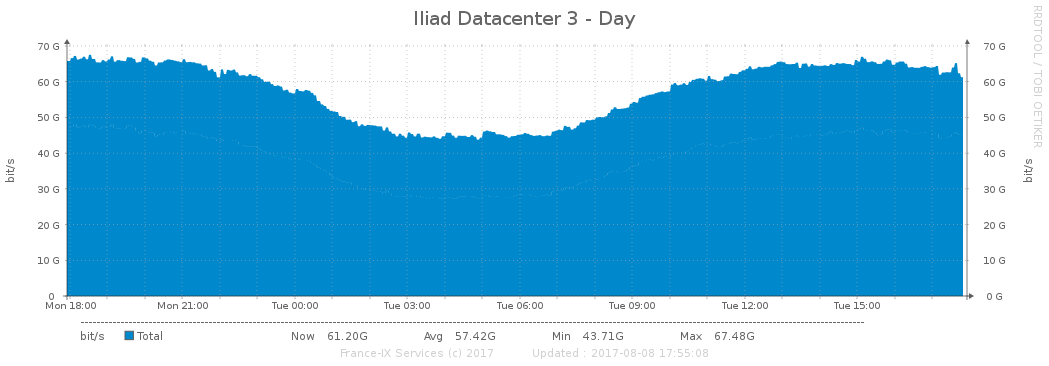 Iliad Datacenter 3 - Day
RRDTOOL / TOBI OETIKER
70 G 70 G
60 G 60 G
50 G 50 G
40 G 40 G
bit/s bit/s
30 G 30 G
20 G 20 G
10 G 10 G
0 0 G
Mon 18:00 Mon 21:00 Tue 00:00 Tue 03:00 Tue 06:00 Tue 09:00 Tue 12:00 Tue 15:00
bit/s Total Now 61.20G Avg 57.42G Min 43.71G Max 67.48G
France-IX Services (c) 2017 Updated : 2017-08-08 17:55:08